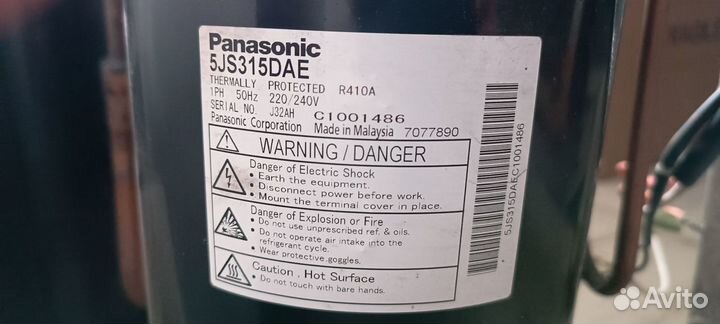 Panasonic
5JS315DAE
THERMALLY PROTECTED R410A
1PH 50Hz 220/240V
SERIAL NO. J32AH C1001486
Panasonic Corporation Made in Malaysia 7077890
WARNING / DANGER
Danger of Electric Shock
• Earth the equipment.
• Disconnect power before work.
• Mount the terminal cover in place.
Danger of Explosion or Fire
• Do not use unprescribed ref. & oils.
• Do not operate air intake into the
refrigerant cycle.
• Wear protective goggles.
Caution . Hot Surface
• Do not touch with bare hands.
5JS315DAE,C1001486
Avito